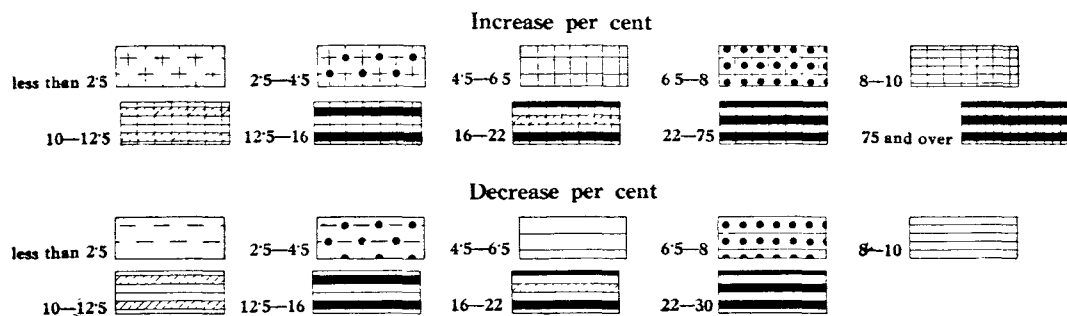 Increase per cent
less than 2·5 2·5—4·5 4·5—6·5 6·5—8 8—10
10—12·5 12·5—16 16—22 22—75 75 and over
Decrease per cent
less than 2·5 2·5—4·5 4·5—6·5 6·5—8 8—10
10—12·5 12·5—16 16—22 22—30